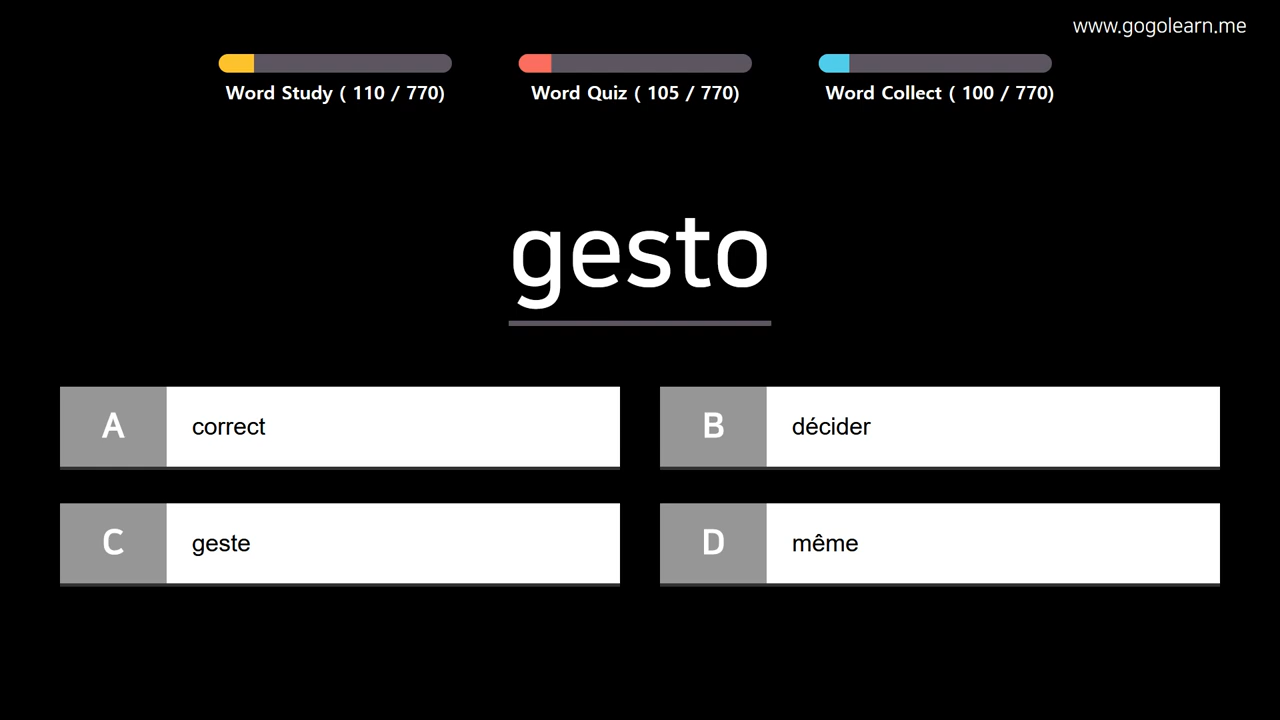 www.gogolearn.me
Word Study ( 110 / 770)
Word Quiz ( 105 / 770)
Word Collect ( 100 / 770)
gesto
A correct
B décider
C geste
D même